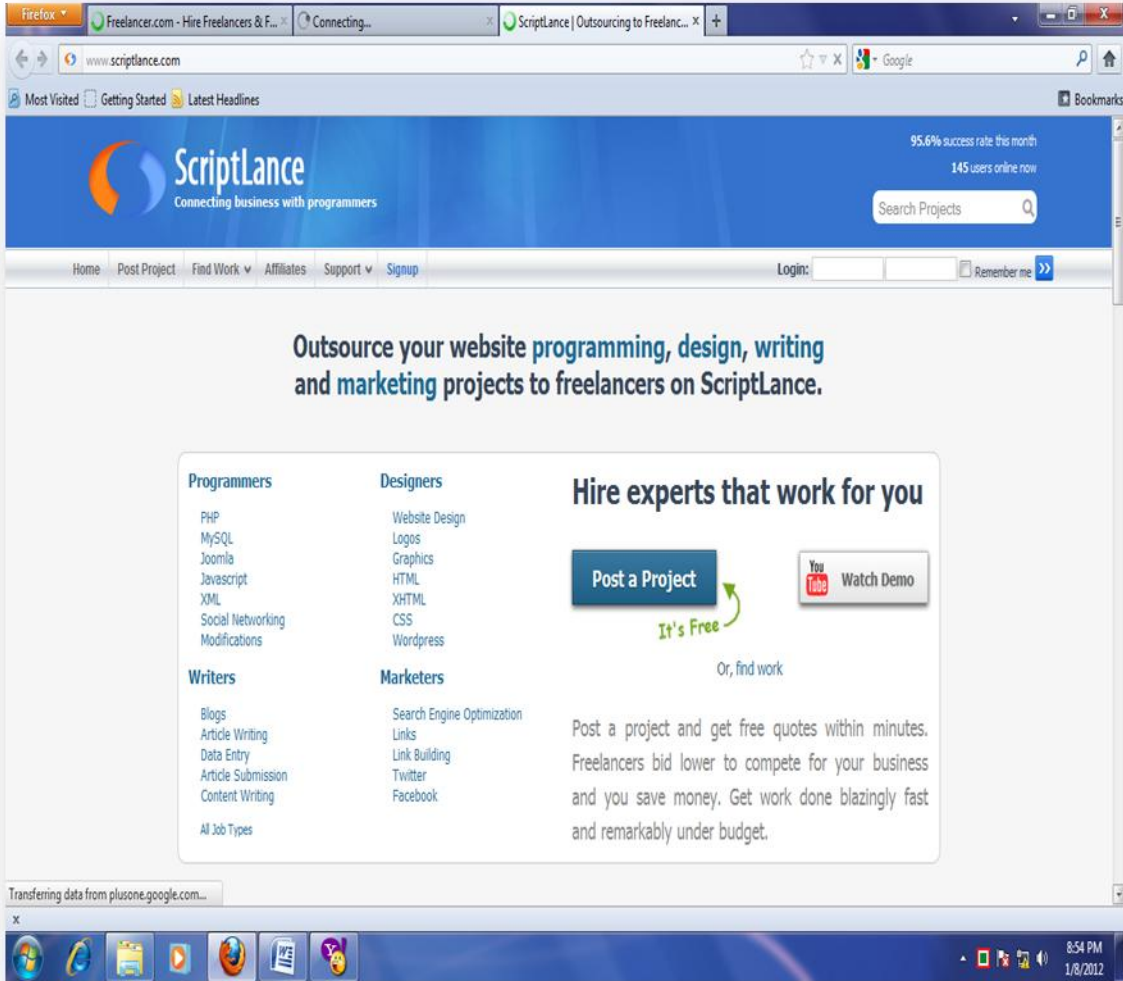 Firefox
Freelancer.com - Hire Freelancers & F...
Connecting...
ScriptLance | Outsourcing to Freelanc...
www.scriptlance.com
Google
Most Visited
Getting Started
Latest Headlines
Bookmarks
ScriptLance
Connecting business with programmers
95.6% success rate this month
145 users online now
Search Projects
Home
Post Project
Find Work
Affiliates
Support
Signup
Login:
Remember me
Outsource your website programming, design, writing
and marketing projects to freelancers on ScriptLance.
Programmers
PHP
MySQL
Joomla
Javascript
XML
Social Networking
Modifications
Designers
Website Design
Logos
Graphics
HTML
XHTML
CSS
Wordpress
Writers
Blogs
Article Writing
Data Entry
Article Submission
Content Writing
All Job Types
Marketers
Search Engine Optimization
Links
Link Building
Twitter
Facebook
Hire experts that work for you
Post a Project
It's Free
You
Tube
Watch Demo
Or, find work
Post a project and get free quotes within minutes.
Freelancers bid lower to compete for your business
and you save money. Get work done blazingly fast
and remarkably under budget.
Transferring data from plusone.google.com...
x
8:54 PM
1/8/2012